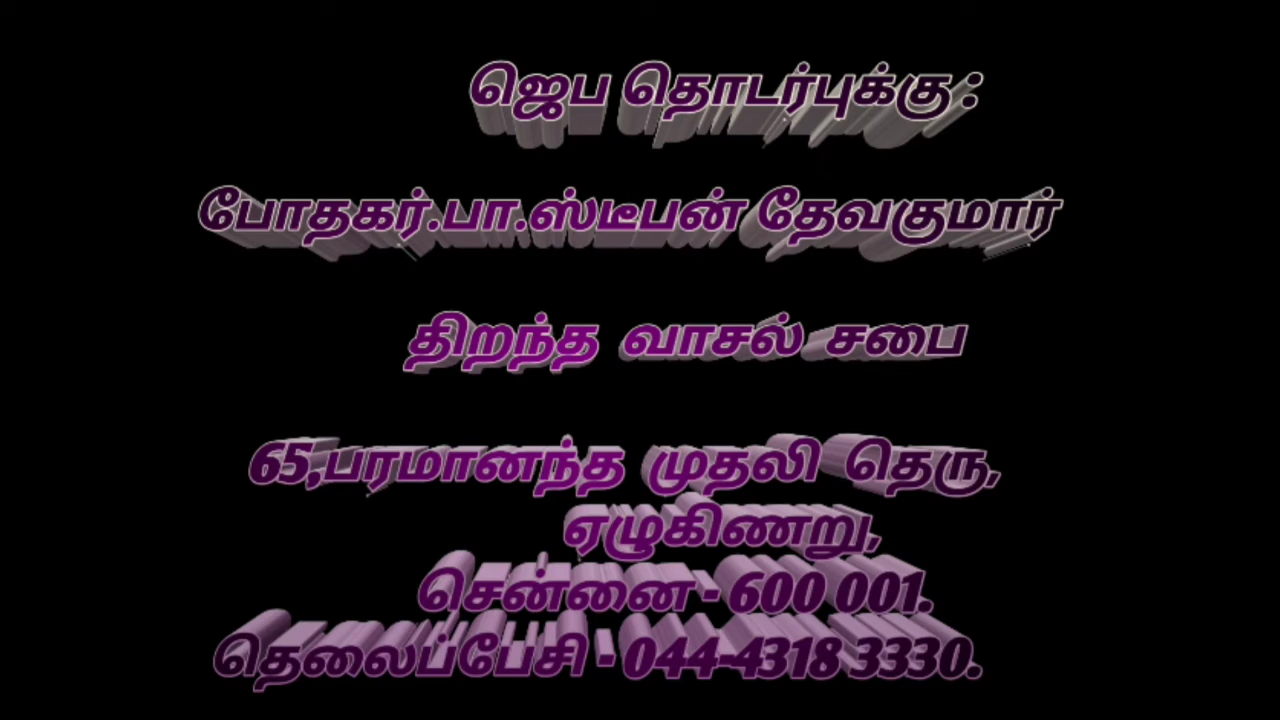 ஜெப தொடர்புக்கு :
போதகர்.பா.ஸ்டீபன் தேவகுமார்
திறந்த வாசல் சபை
65,பரமானந்த முதலி தெரு,
ஏழுகிணறு,
சென்னை - 600 001.
தெலைப்பேசி - 044-4318 3330.